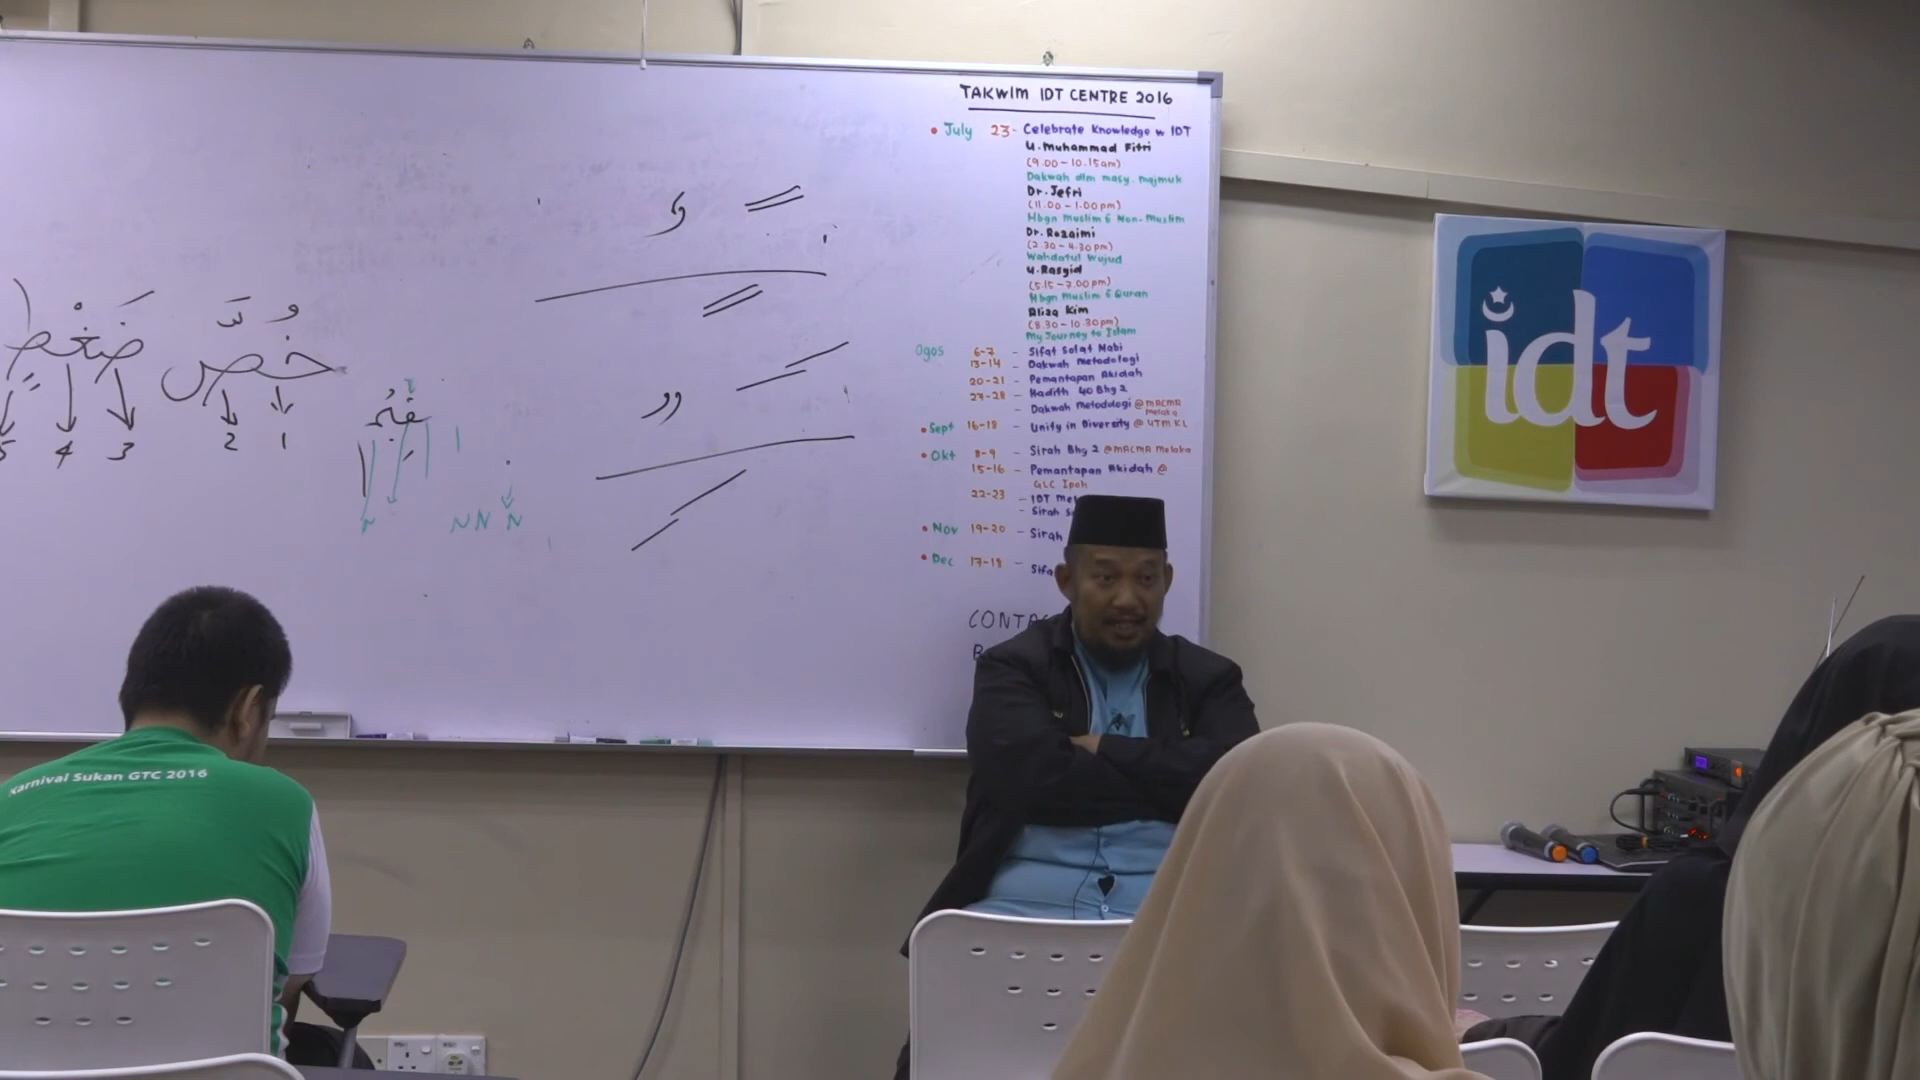 TAKWIM IDT CENTRE 2016
• July 23- Celebrate Knowledge w IDT
U. Muhammad Fitri
(9.00-10.15am)
Dakwah dlm masy. majmuk
Dr. Jefri
(11.00-1.00pm)
Hbgn Muslim & Non-Muslim
Dr. Rozaimi
(2.30-4.30pm)
Wahdatul Wujud
U. Rasyid
(5.15-7.00pm)
Hbgn Muslim & Quran
Aliza Kim
(8.30-10.30pm)
My Journey to Islam
Ogos 6-7 - Sifat Solat Nabi
13-14 - Dakwah metodologi
20-21 - Pemantapan Akidah
27-28 - Hadith 40 Bhg 2
- Dakwah Metodologi @MACMA Melaka
• Sept 16-18 - Unity in Diversity @ UTM KL
• Okt 8-9 - Sirah Bhg 2 @MACMA Melaka
15-16 - Pemantapan Akidah @
GLC Ipoh
22-23 - IDT
- Sirah
• Nov 19-20 - Sirah
• Dec 17-18 -
خُصَّ ضَغْطٍ
5 4 3 2 1
N N N N
idt
Karnival Sukan GTC 2016